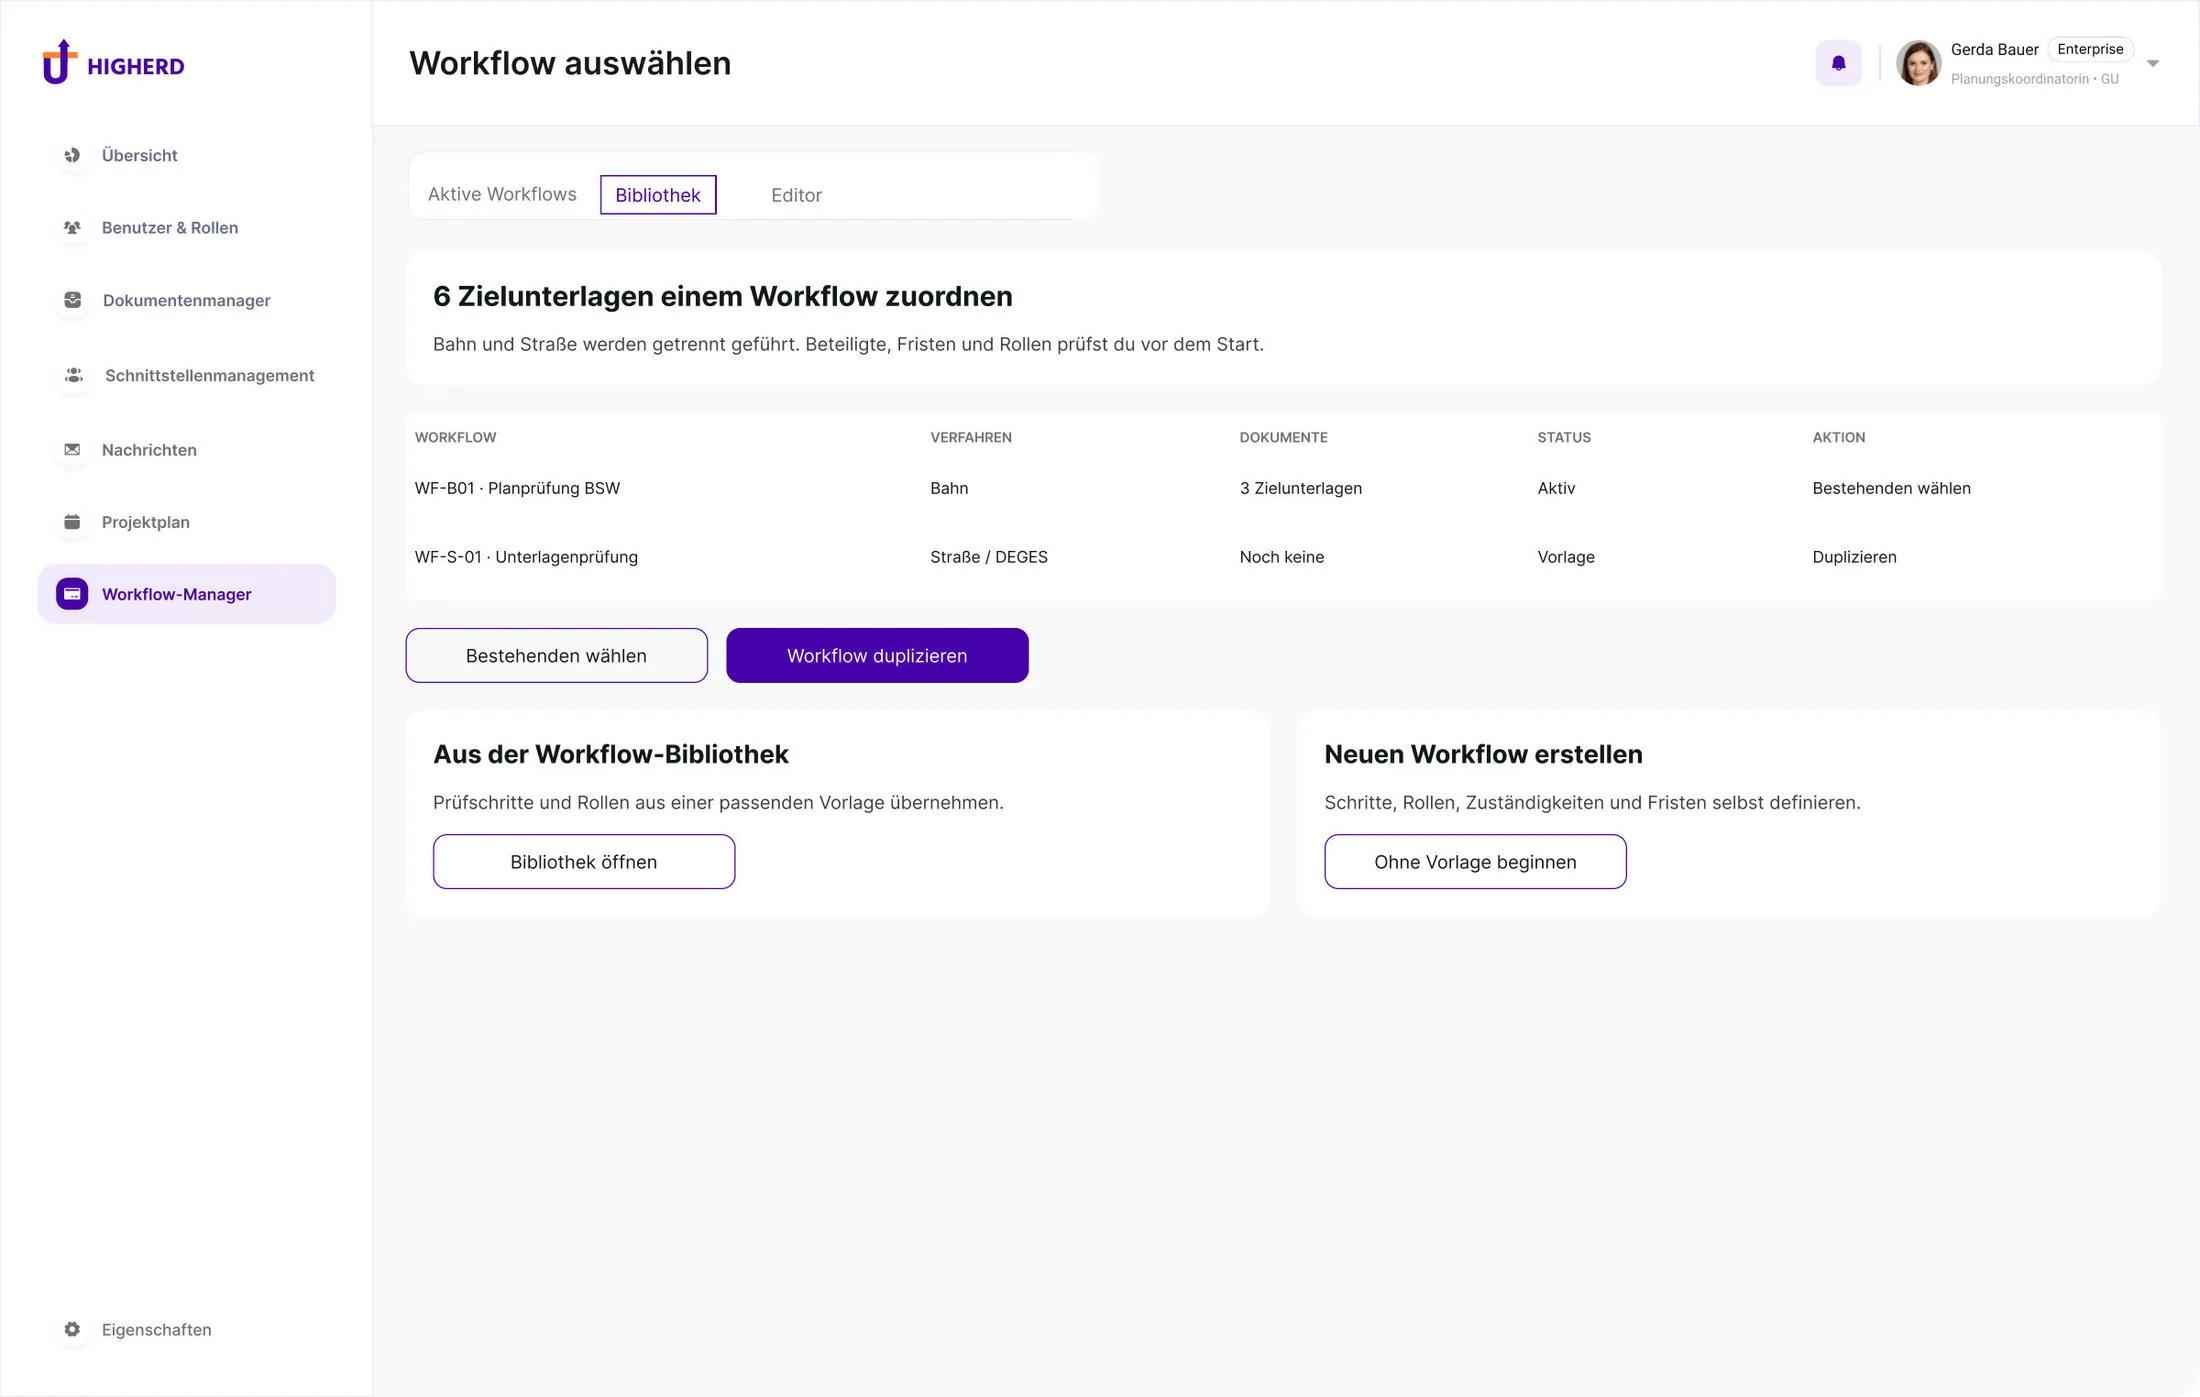 HIGHERD
Workflow auswählen
Gerda Bauer Enterprise
Planungskoordinatorin • GU
Übersicht
Benutzer & Rollen
Dokumentenmanager
Schnittstellenmanagement
Nachrichten
Projektplan
Workflow-Manager
Eigenschaften
Aktive Workflows Bibliothek Editor
6 Zielunterlagen einem Workflow zuordnen
Bahn und Straße werden getrennt geführt. Beteiligte, Fristen und Rollen prüfst du vor dem Start.
WORKFLOW VERFAHREN DOKUMENTE STATUS AKTION
WF-B01 · Planprüfung BSW Bahn 3 Zielunterlagen Aktiv Bestehenden wählen
WF-S-01 · Unterlagenprüfung Straße / DEGES Noch keine Vorlage Duplizieren
Bestehenden wählen Workflow duplizieren
Aus der Workflow-Bibliothek
Prüfschritte und Rollen aus einer passenden Vorlage übernehmen.
Bibliothek öffnen
Neuen Workflow erstellen
Schritte, Rollen, Zuständigkeiten und Fristen selbst definieren.
Ohne Vorlage beginnen